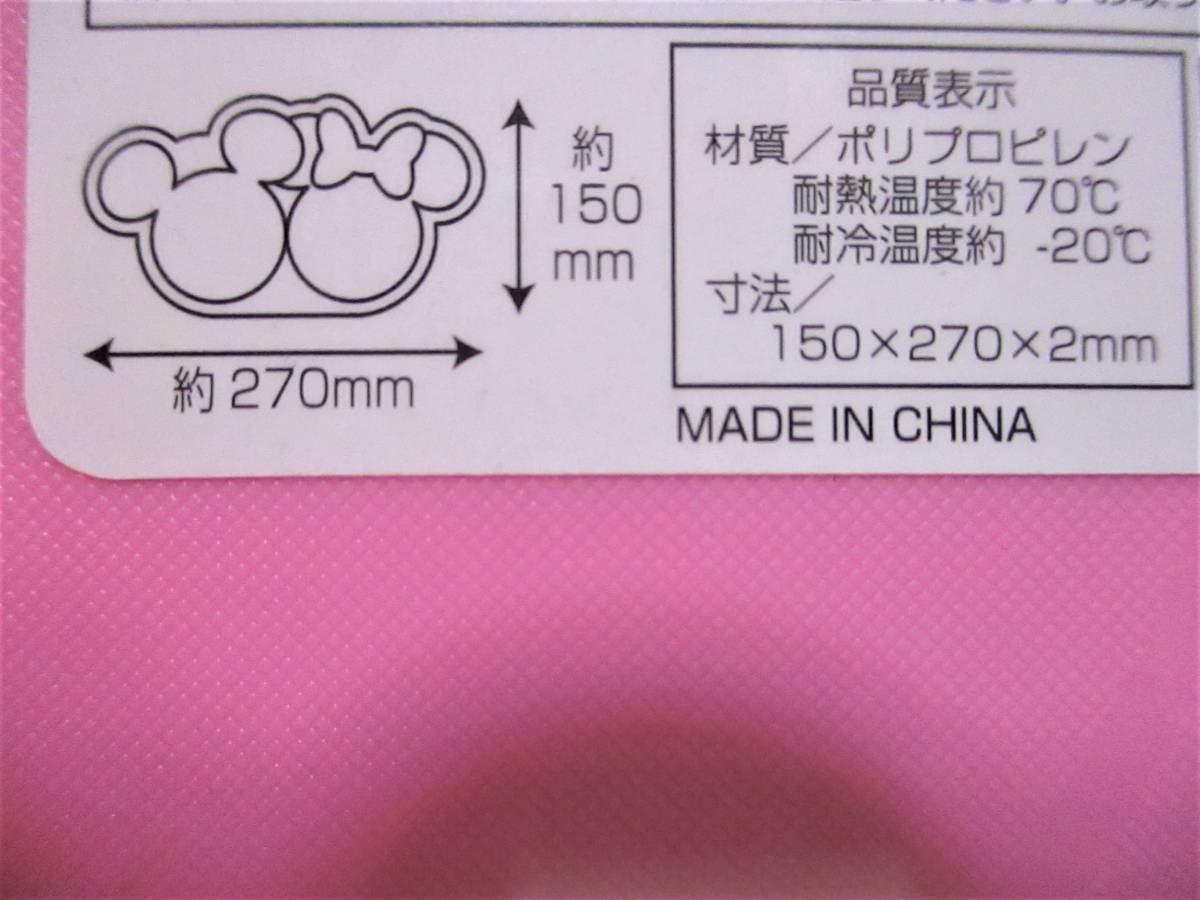 約
150
mm
約 270mm
品質表示
材質／ポリプロピレン
耐熱温度約 70℃
耐冷温度約 -20℃
寸法／
150×270×2mm
MADE IN CHINA